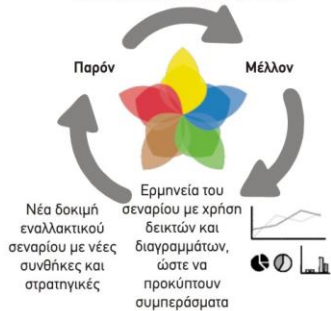 Παρόν
Μέλλον
Νέα δοκιμή
εναλλακτικού
σεναρίου με νέες
συνθήκες και
στρατηγικές
Ερμηνεία του
σεναρίου με χρήση
δεικτών και
διαγραμμάτων,
ώστε να
προκύπτουν
συμπεράσματα